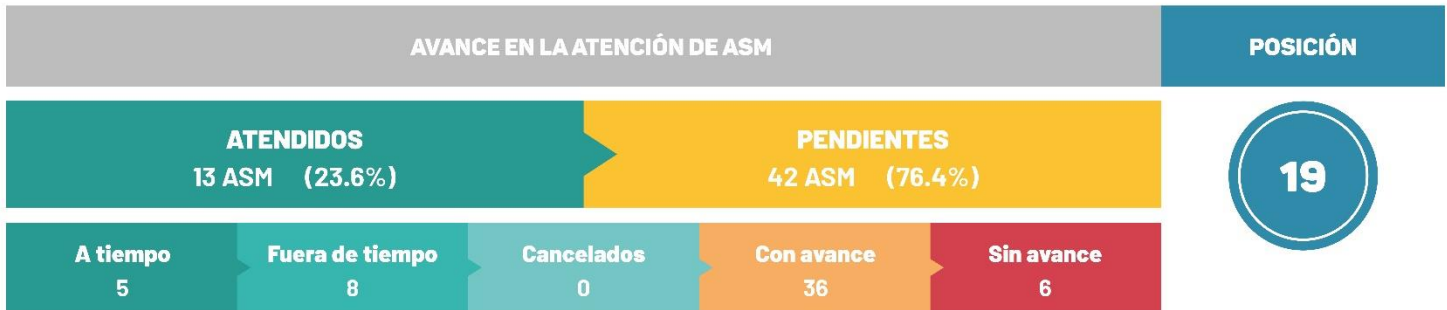 AVANCE EN LA ATENCIÓN DE ASM
POSICIÓN
ATENDIDOS
13 ASM (23.6%)
PENDIENTES
42 ASM (76.4%)
19
A tiempo
5
Fuera de tiempo
8
Cancelados
0
Con avance
36
Sin avance
6